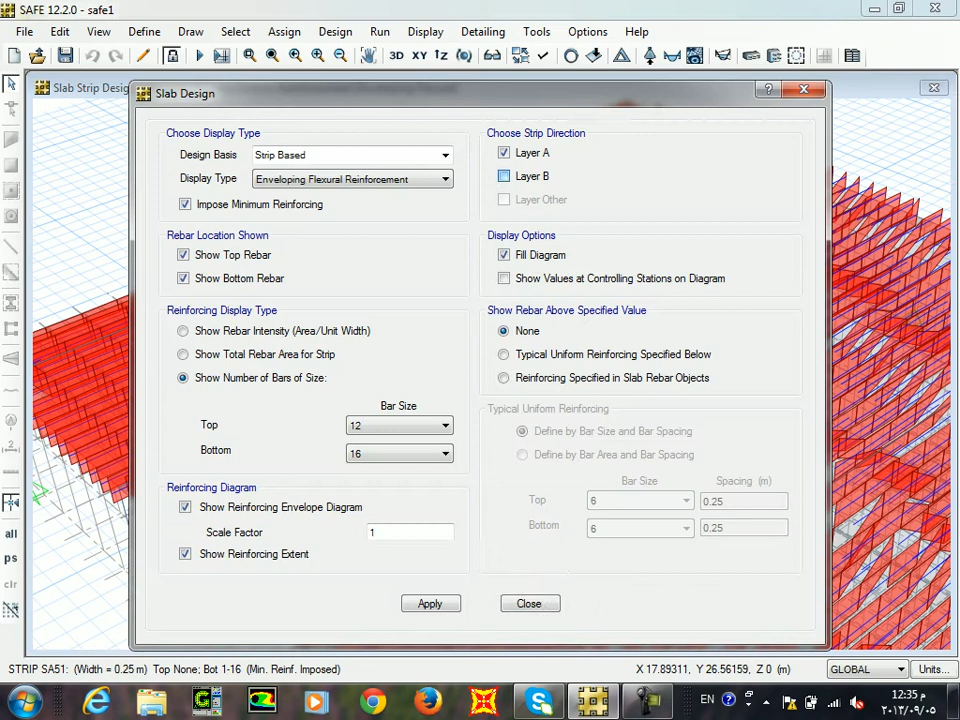 SAFE 12.2.0 - safe1
File Edit View Define Draw Select Assign Design Run Display Detailing Tools Options Help
3D XY
Slab Strip Desig
Slab Design
Choose Display Type
Design Basis Strip Based
Display Type Enveloping Flexural Reinforcement
Impose Minimum Reinforcing
Rebar Location Shown
Show Top Rebar
Show Bottom Rebar
Reinforcing Display Type
Show Rebar Intensity (Area/Unit Width)
Show Total Rebar Area for Strip
Show Number of Bars of Size:
Bar Size
Top 12
Bottom 16
Reinforcing Diagram
Show Reinforcing Envelope Diagram
Scale Factor 1
Show Reinforcing Extent
Choose Strip Direction
Layer A
Layer B
Layer Other
Display Options
Fill Diagram
Show Values at Controlling Stations on Diagram
Show Rebar Above Specified Value
None
Typical Uniform Reinforcing Specified Below
Reinforcing Specified in Slab Rebar Objects
Typical Uniform Reinforcing
Define by Bar Size and Bar Spacing
Define by Bar Area and Bar Spacing
Bar Size Spacing (m)
Top 6 0.25
Bottom 6 0.25
Apply Close
all
ps
clr
STRIP SA51: (Width = 0.25 m) Top None; Bot 1-16 (Min. Reinf. Imposed)
X 17.89311, Y 26.56159, Z 0 (m)
GLOBAL
Units...
EN
12:35 م
٢٠١٣/٠٩/٠٥